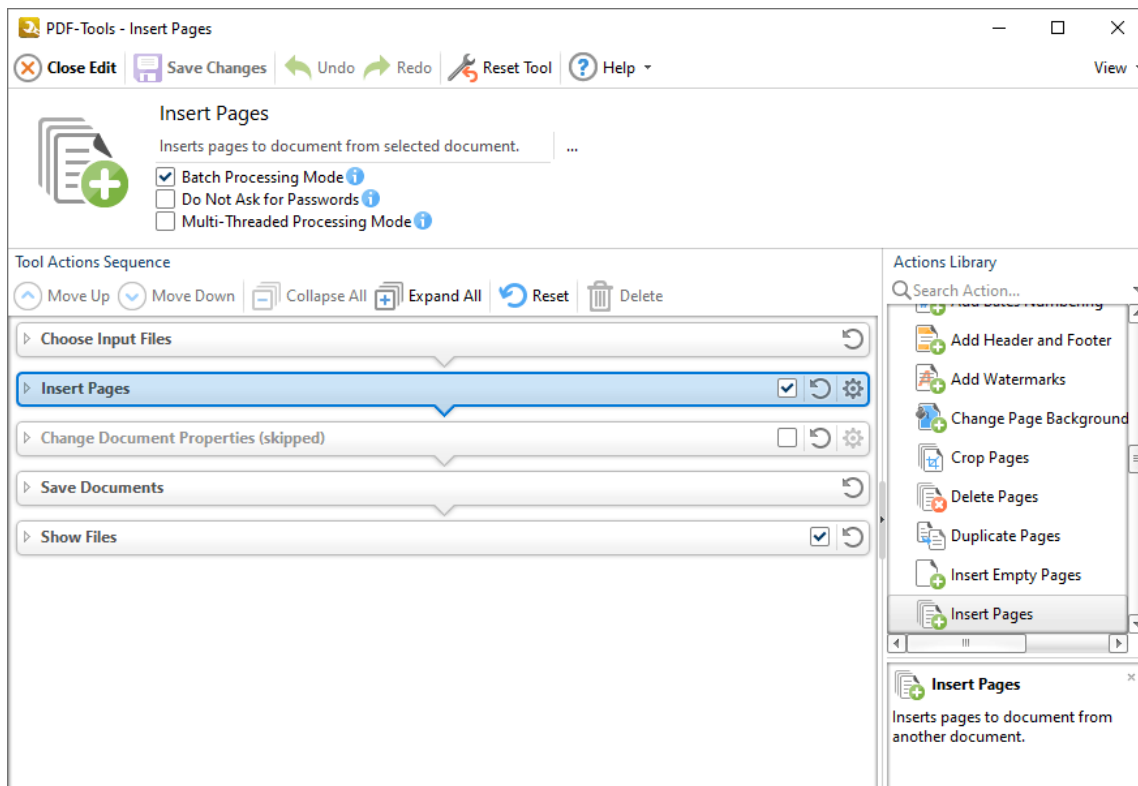 PDF-Tools - Insert Pages
Close Edit Save Changes Undo Redo Reset Tool Help View
Insert Pages
Inserts pages to document from selected document. ...
Batch Processing Mode
Do Not Ask for Passwords
Multi-Threaded Processing Mode
Tool Actions Sequence
Move Up Move Down Collapse All Expand All Reset Delete
Choose Input Files
Insert Pages
Change Document Properties (skipped)
Save Documents
Show Files
Actions Library
Search Action...
Add Bates Numbering
Add Header and Footer
Add Watermarks
Change Page Background
Crop Pages
Delete Pages
Duplicate Pages
Insert Empty Pages
Insert Pages
Insert Pages
Inserts pages to document from
another document.